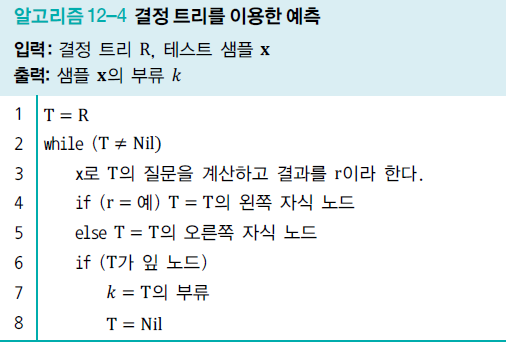 알고리즘 12-4 결정 트리를 이용한 예측
입력: 결정 트리 R, 테스트 샘플 x
출력: 샘플 x의 부류 k
1 T = R
2 while (T ≠ Nil)
3 x로 T의 질문을 계산하고 결과를 r이라 한다.
4 if (r = 예) T = T의 왼쪽 자식 노드
5 else T = T의 오른쪽 자식 노드
6 if (T가 잎 노드)
7 k = T의 부류
8 T = Nil